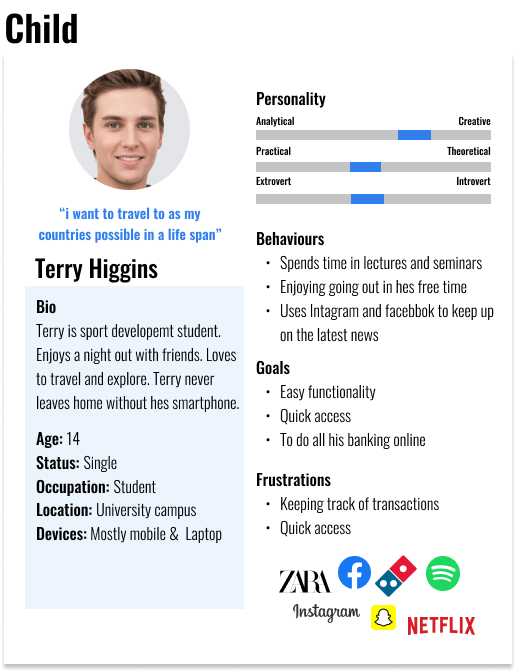 Child
“i want to travel to as my
countries possible in a life span”
Terry Higgins
Bio
Terry is sport developemt student.
Enjoys a night out with friends. Loves
to travel and explore. Terry never
leaves home without hes smartphone.
Age: 14
Status: Single
Occupation: Student
Location: University campus
Devices: Mostly mobile & Laptop
Personality
Analytical Creative
Practical Theoretical
Extrovert Introvert
Behaviours
• Spends time in lectures and seminars
• Enjoying going out in hes free time
• Uses Intagram and facebbok to keep up
on the latest news
Goals
• Easy functionality
• Quick access
• To do all his banking online
Frustrations
• Keeping track of transactions
• Quick access
ZARA
Instagram
NETFLIX